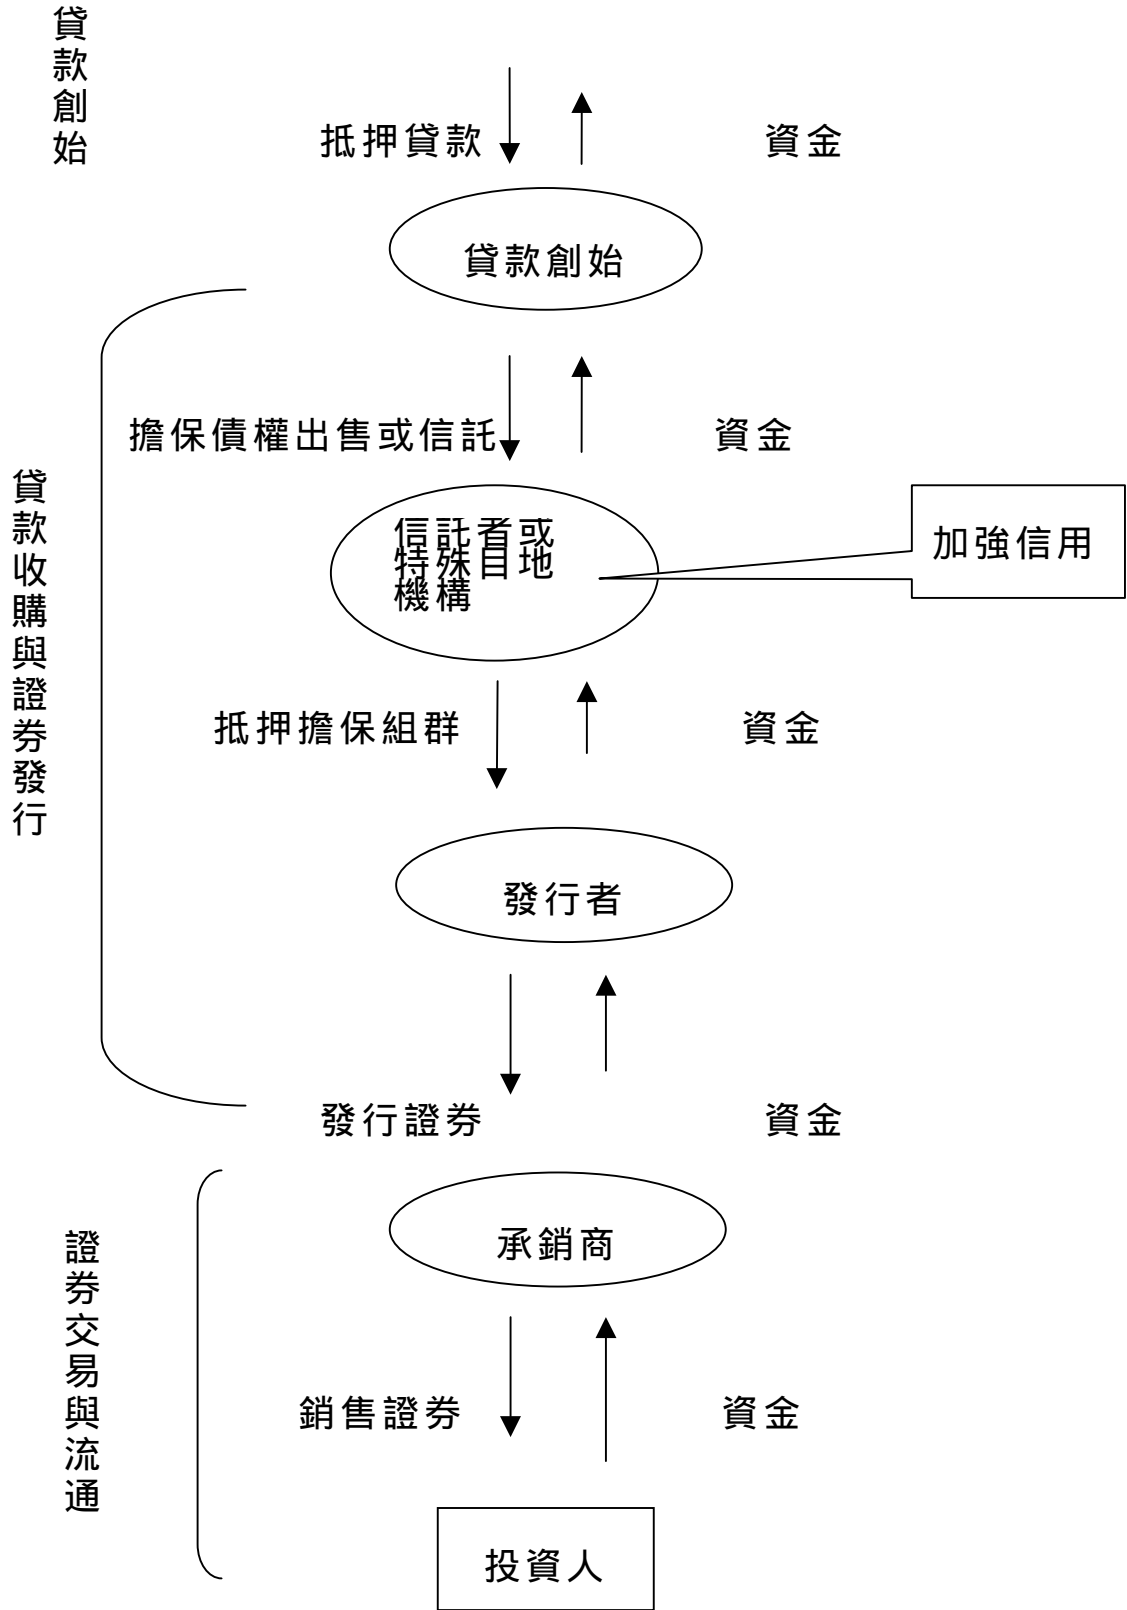 貸款創始
抵押貸款
資金
貸款創始
擔保債權出售或信託
資金
信託者或
特殊目地
機構
加強信用
貸款收購與證券發行
抵押擔保組群
資金
發行者
發行證券
資金
承銷商
證券交易與流通
銷售證券
資金
投資人